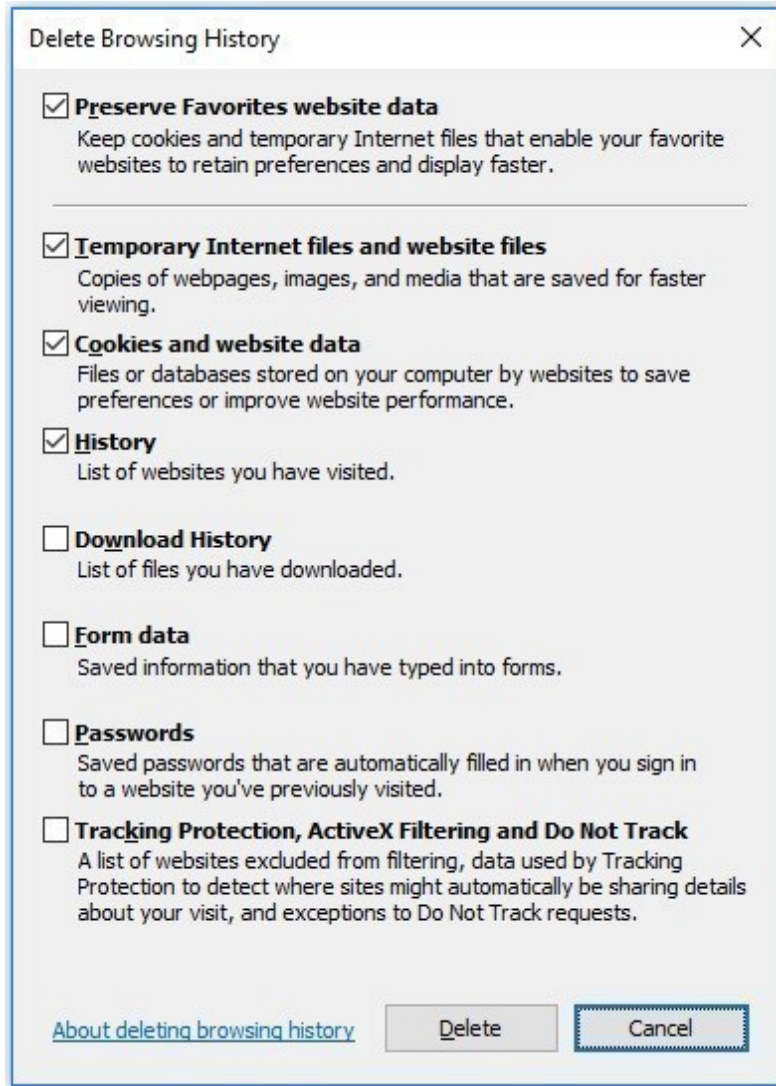 Delete Browsing History
Preserve Favorites website data
Keep cookies and temporary Internet files that enable your favorite
websites to retain preferences and display faster.
Temporary Internet files and website files
Copies of webpages, images, and media that are saved for faster
viewing.
Cookies and website data
Files or databases stored on your computer by websites to save
preferences or improve website performance.
History
List of websites you have visited.
Download History
List of files you have downloaded.
Form data
Saved information that you have typed into forms.
Passwords
Saved passwords that are automatically filled in when you sign in
to a website you've previously visited.
Tracking Protection, ActiveX Filtering and Do Not Track
A list of websites excluded from filtering, data used by Tracking
Protection to detect where sites might automatically be sharing details
about your visit, and exceptions to Do Not Track requests.
About deleting browsing history Delete Cancel